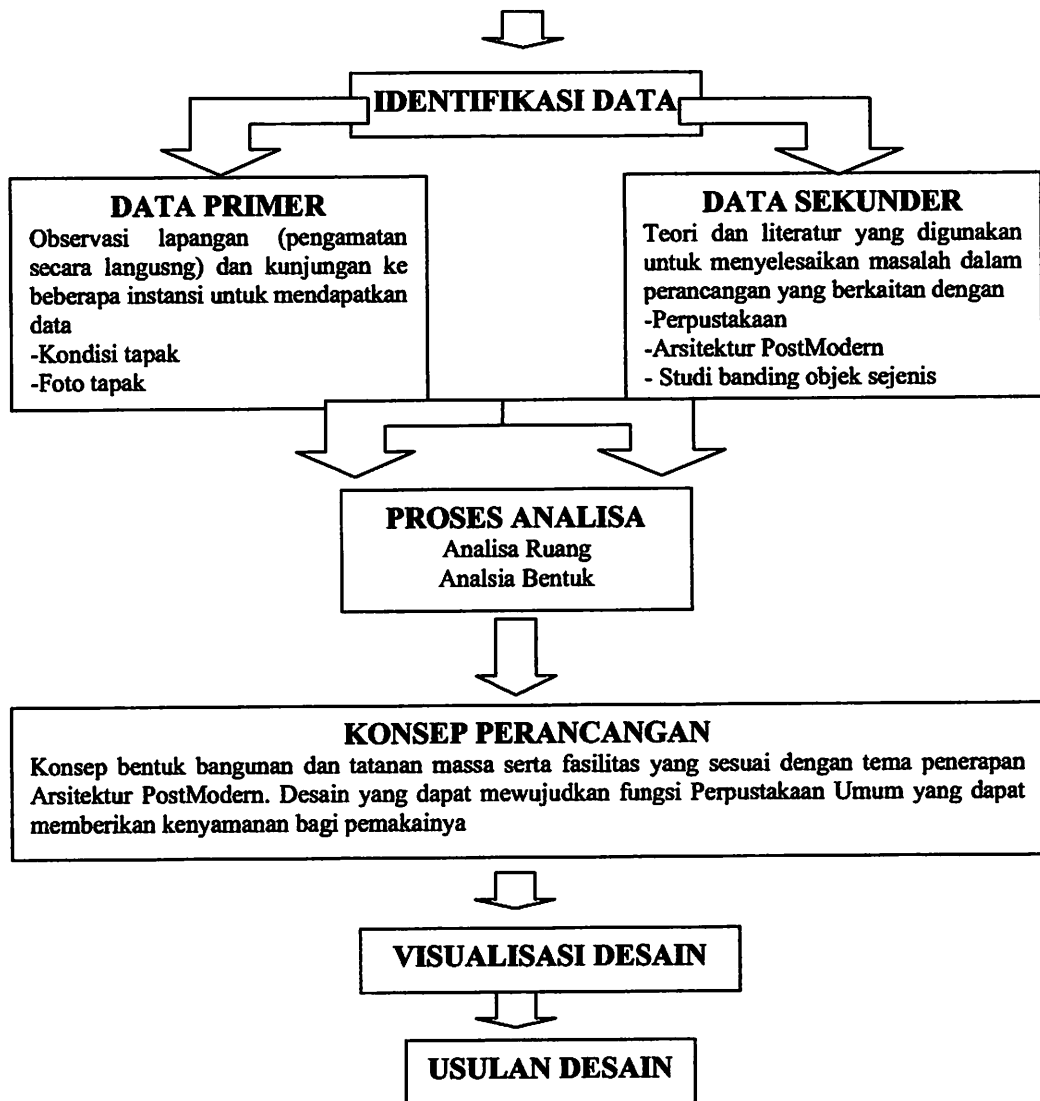 IDENTIFIKASI DATA
DATA PRIMER
Observasi lapangan (pengamatan
secara langusng) dan kunjungan ke
beberapa instansi untuk mendapatkan
data
-Kondisi tapak
-Foto tapak
DATA SEKUNDER
Teori dan literatur yang digunakan
untuk menyelesaikan masalah dalam
perancangan yang berkaitan dengan
-Perpustakaan
-Arsitektur PostModern
- Studi banding objek sejenis
PROSES ANALISA
Analisa Ruang
Analsia Bentuk
KONSEP PERANCANGAN
Konsep bentuk bangunan dan tatanan massa serta fasilitas yang sesuai dengan tema penerapan
Arsitektur PostModern. Desain yang dapat mewujudkan fungsi Perpustakaan Umum yang dapat
memberikan kenyamanan bagi pemakainya
VISUALISASI DESAIN
USULAN DESAIN